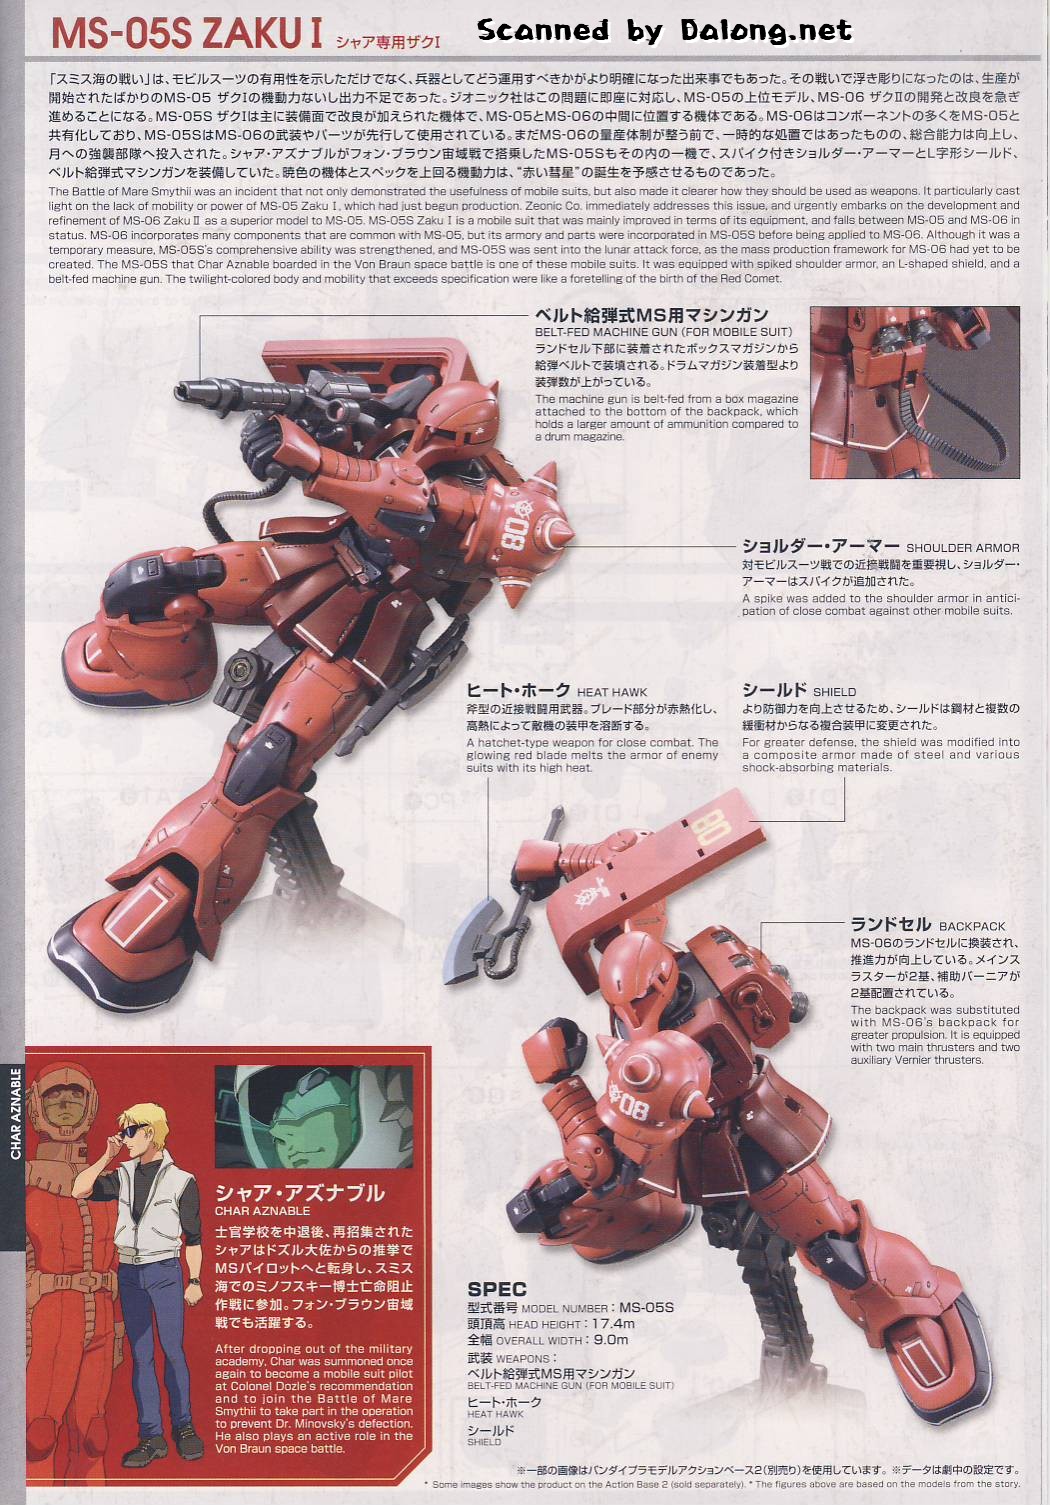 MS-05S ZAKU I シャア専用ザクI
Scanned by Dalong.net
「スミス海の戦い」は、モビルスーツの有用性を示しただけでなく、兵器としてどう運用すべきかがより明確になった出来事でもあった。その戦いで浮き彫りになったのは、生産が
開始されたばかりのMS-05 ザクIの機動力ないし出力不足であった。ジオニック社はこの問題に即座に対応し、MS-05の上位モデル、MS-06 ザクIIの開発と改良を急ぎ
進めることになる。MS-05S ザクIは主に装備面で改良が加えられた機体で、MS-05とMS-06の中間に位置する機体である。MS-06はコンポーネントの多くをMS-05と
共有化しており、MS-05SはMS-06の武装やパーツが先行して使用されている。まだMS-06の量産体制が整う前で、一時的な処置ではあったものの、総合能力は向上し、
月への強襲部隊へ投入された。シャア・アズナブルがフォン・ブラウン宙域戦で搭乗したMS-05Sもその内の一機で、スパイク付きショルダー・アーマーとL字形シールド、
ベルト給弾式マシンガンを装備していた。暁色の機体とスペックを上回る機動力は、“赤い彗星”の誕生を予感させるものであった。
The Battle of Mare Smythii was an incident that not only demonstrated the usefulness of mobile suits, but also made it clearer how they should be used as weapons. It particularly cast
light on the lack of mobility or power of MS-05 Zaku I, which had just begun production. Zeonic Co. immediately addresses this issue, and urgently embarks on the development and
refinement of MS-06 Zaku II as a superior model to MS-05. MS-05S Zaku I is a mobile suit that was mainly improved in terms of its equipment, and falls between MS-05 and MS-06 in
status. MS-06 incorporates many components that are common with MS-05, but its armory and parts were incorporated in MS-05S before being applied to MS-06. Although it was a
temporary measure, MS-05S's comprehensive ability was strengthened, and MS-05S was sent into the lunar attack force, as the mass production framework for MS-06 had yet to be
created. The MS-05S that Char Aznable boarded in the Von Braun space battle is one of these mobile suits. It was equipped with spiked shoulder armor, an L-shaped shield, and a
belt-fed machine gun. The twilight-colored body and mobility that exceeds specification were like a foretelling of the birth of the Red Comet.
ベルト給弾式MS用マシンガン
BELT-FED MACHINE GUN (FOR MOBILE SUIT)
ランドセル下部に装着されたボックスマガジンから
給弾ベルトで装填される。ドラムマガジン装着型より
装弾数が上がっている。
The machine gun is belt-fed from a box magazine
attached to the bottom of the backpack, which
holds a larger amount of ammunition compared to
a drum magazine.
08
ショルダー・アーマー SHOULDER ARMOR
対モビルスーツ戦での近接戦闘を重要視し、ショルダー・
アーマーはスパイクが追加された。
A spike was added to the shoulder armor in antici-
pation of close combat against other mobile suits.
ヒート・ホーク HEAT HAWK
斧型の近接戦闘用武器。ブレード部分が赤熱化し、
高熱によって敵機の装甲を溶断する。
A hatchet-type weapon for close combat. The
glowing red blade melts the armor of enemy
suits with its high heat.
シールド SHIELD
より防御力を向上させるため、シールドは鋼材と複数の
緩衝材からなる複合装甲に変更された。
For greater defense, the shield was modified into
a composite armor made of steel and various
shock-absorbing materials.
08
ランドセル BACKPACK
MS-06のランドセルに換装され、
推進力が向上している。メインス
ラスターが2基、補助バーニアが
2基配置されている。
The backpack was substituted
with MS-06's backpack for
greater propulsion. It is equipped
with two main thrusters and two
auxiliary Vernier thrusters.
08
CHAR AZNABLE
シャア・アズナブル
CHAR AZNABLE
士官学校を中退後、再招集された
シャアはドズル大佐からの推挙で
MSパイロットへと転身し、スミス
海でのミノフスキー博士亡命阻止
作戦に参加。フォン・ブラウン宙域
戦でも活躍する。
After dropping out of the military
academy, Char was summoned once
again to become a mobile suit pilot
at Colonel Dozle's recommendation
and to join the Battle of Mare
Smythii to take part in the operation
to prevent Dr. Minovsky's defection.
He also plays an active role in the
Von Braun space battle.
SPEC
型式番号 MODEL NUMBER : MS-05S
頭頂高 HEAD HEIGHT : 17.4m
全幅 OVERALL WIDTH : 9.0m
武装 WEAPONS :
ベルト給弾式MS用マシンガン
BELT-FED MACHINE GUN (FOR MOBILE SUIT)
ヒート・ホーク
HEAT HAWK
シールド
SHIELD
※一部の画像はバンダイプラモデルアクションベース2(別売り)を使用しています。 ※データは劇中の設定です。
* Some images show the product on the Action Base 2 (sold separately). * The figures above are based on the models from the story.